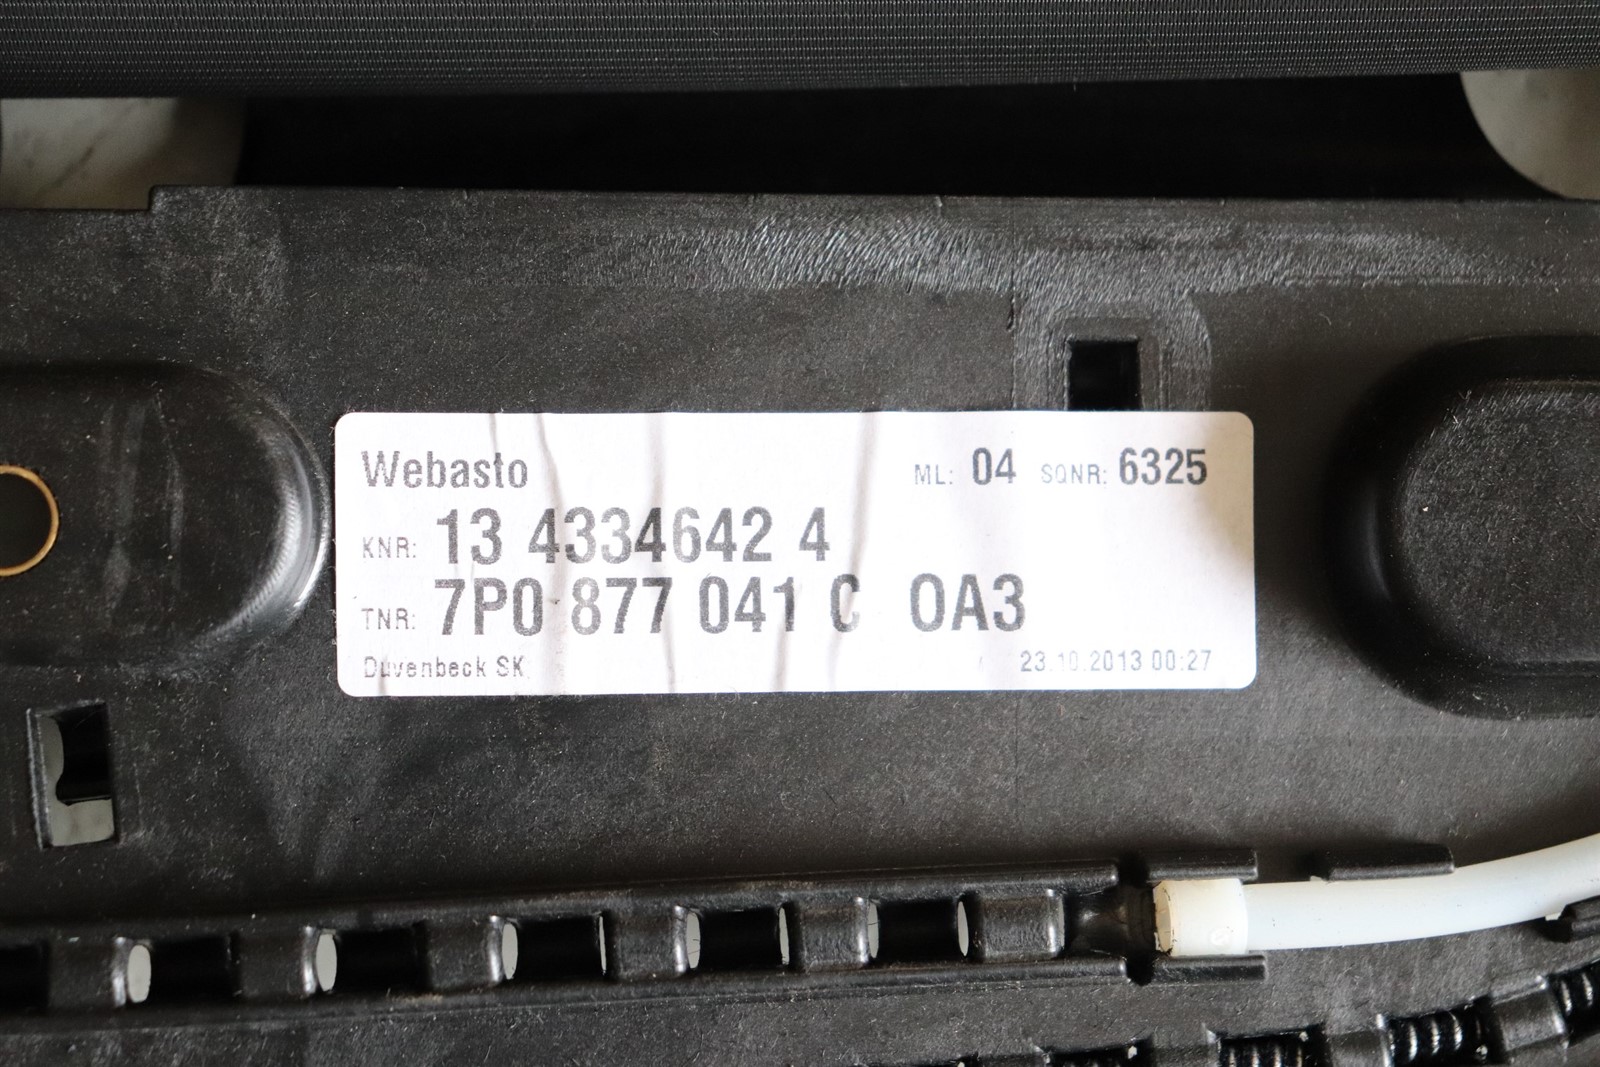 Webasto ML: 04 SQNR: 6325
KNR: 13 4334642 4
TNR: 7P0 877 041 C 0A3
Duvenbeck SK 23.10.2013 00:27